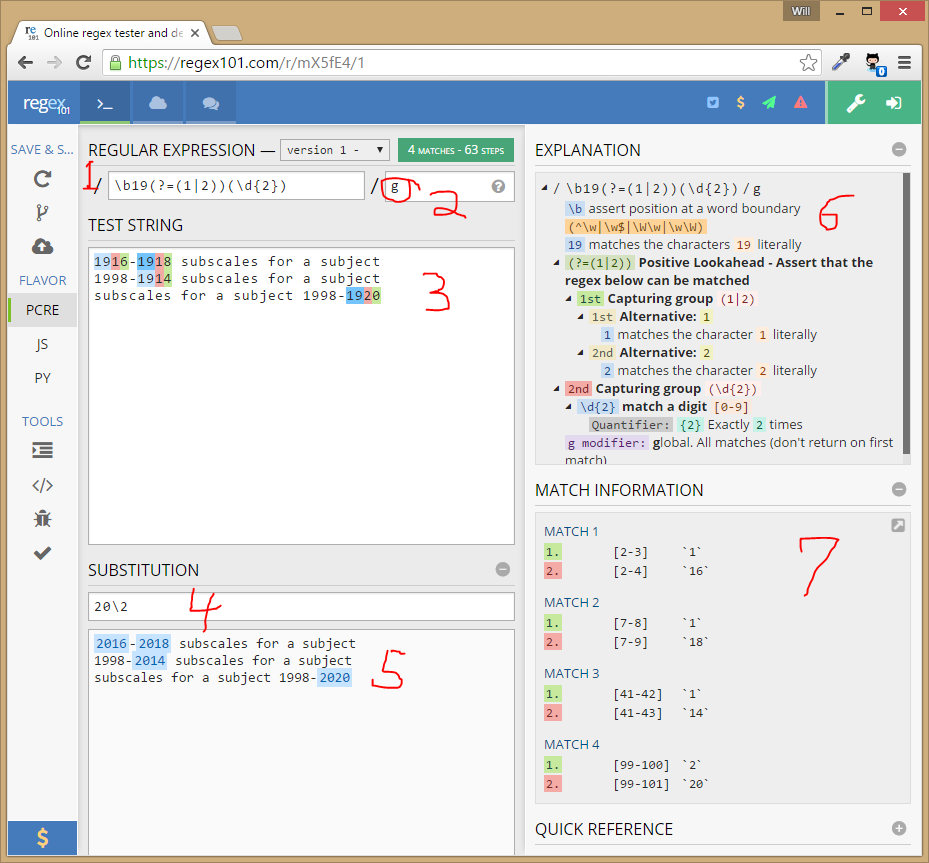 Will
re
101
Online regex tester and de
https://regex101.com/r/mX5fE4/1
0
regex
101
>_
SAVE & S...
FLAVOR
PCRE
JS
PY
TOOLS
</>
$
$
REGULAR EXPRESSION —
version 1 -
4 MATCHES - 63 STEPS
1
/
\b19(?=(1|2))(\d{2})
/
g
?
2
TEST STRING
1916-1918 subscales for a subject
1998-1914 subscales for a subject
subscales for a subject 1998-1920
3
SUBSTITUTION
20\2
4
2016-2018 subscales for a subject
1998-2014 subscales for a subject
subscales for a subject 1998-2020
5
EXPLANATION
/ \b19(?=(1|2))(\d{2}) / g
\b assert position at a word boundary
(^\w|\w$|\W\w|\w\W)
19 matches the characters 19 literally
(?=(1|2)) Positive Lookahead - Assert that the
regex below can be matched
1st Capturing group (1|2)
1st Alternative: 1
1 matches the character 1 literally
2nd Alternative: 2
2 matches the character 2 literally
2nd Capturing group (\d{2})
\d{2} match a digit [0-9]
Quantifier: {2} Exactly 2 times
g modifier: global. All matches (don't return on first
match)
6
MATCH INFORMATION
MATCH 1
1. [2-3] `1`
2. [2-4] `16`
MATCH 2
1. [7-8] `1`
2. [7-9] `18`
MATCH 3
1. [41-42] `1`
2. [41-43] `14`
MATCH 4
1. [99-100] `2`
2. [99-101] `20`
7
QUICK REFERENCE